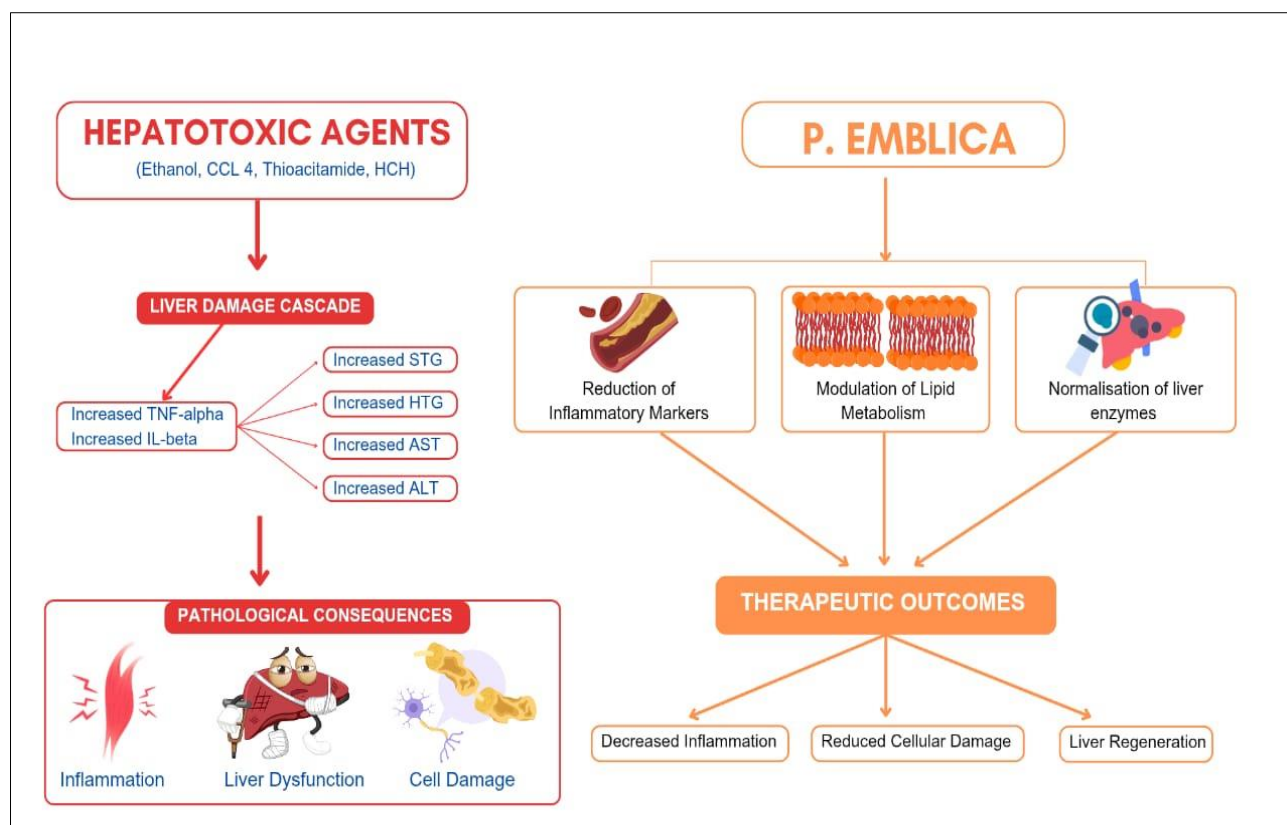 HEPATOTOXIC AGENTS
(Ethanol, CCL 4, Thioacitamide, HCH)
LIVER DAMAGE CASCADE
Increased TNF-alpha
Increased IL-beta
Increased STG
Increased HTG
Increased AST
Increased ALT
PATHOLOGICAL CONSEQUENCES
Inflammation
Liver Dysfunction
Cell Damage
P. EMBLICA
Reduction of
Inflammatory Markers
Modulation of Lipid
Metabolism
Normalisation of liver
enzymes
THERAPEUTIC OUTCOMES
Decreased Inflammation
Reduced Cellular Damage
Liver Regeneration